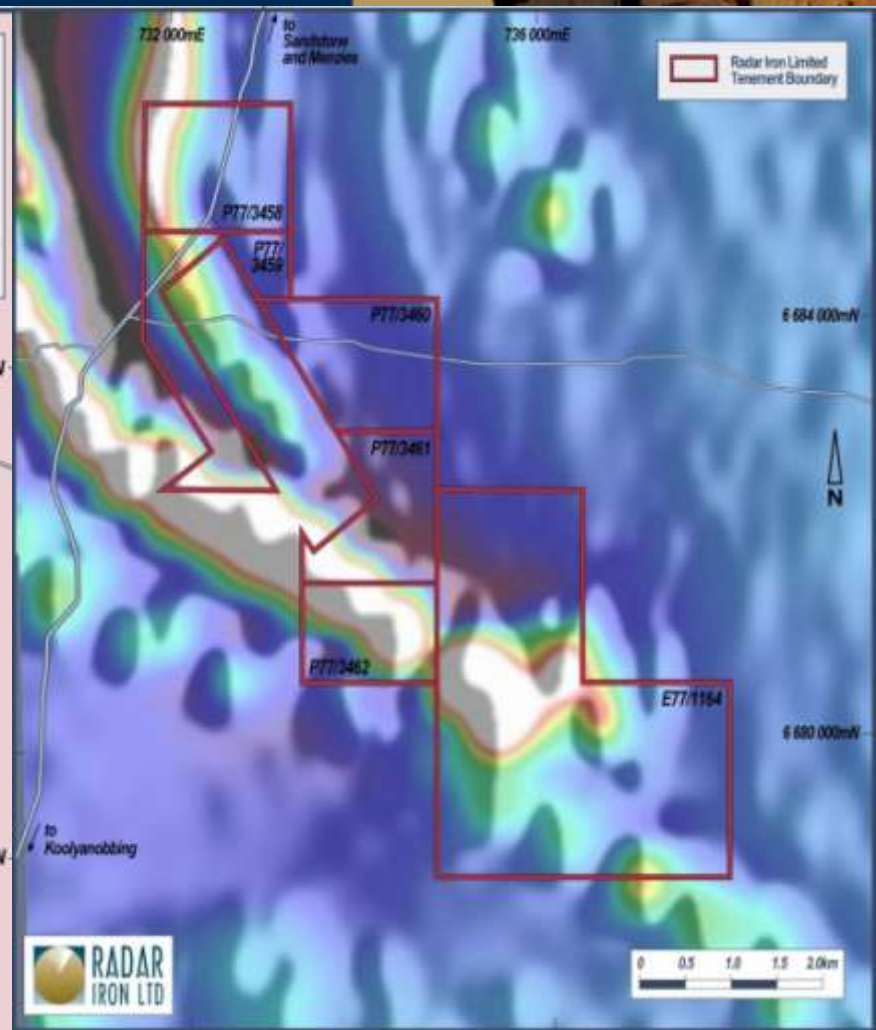 732 000mE
to
Sandstone
and Menzies
736 000mE
Radar Iron Limited
Tenement Boundary
P77/3458
P77/
3459
P77/3460
6 684 000mN
P77/3461
N
P77/3462
E77/1164
6 680 000mN
to
Koolyanobbing
RADAR
IRON LTD
0 0.5 1.0 1.5 2.0km